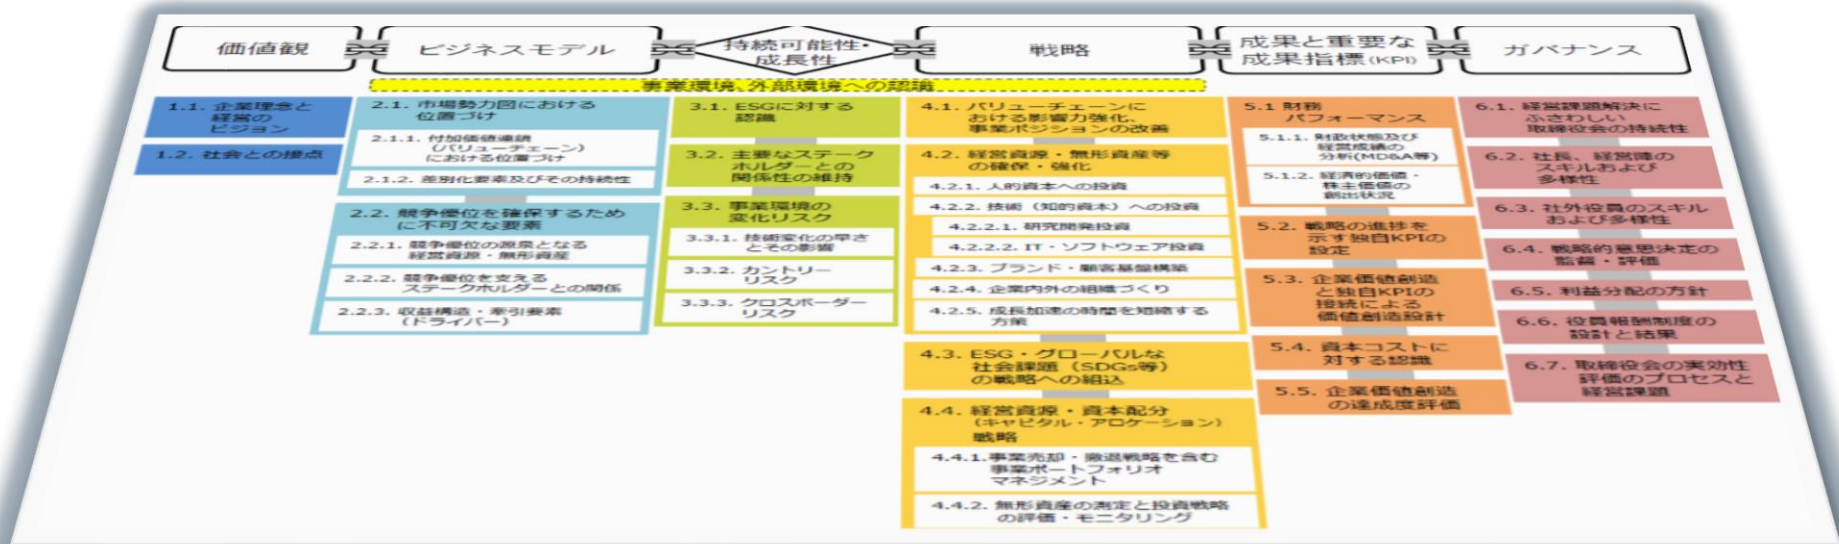 価値観
ビジネスモデル
持続可能性・
成長性
戦略
成果と重要な
成果指標(KPI)
ガバナンス
事業環境、外部環境への認識
1.1. 企業理念と
経営の
ビジョン
1.2. 社会との接点
2.1. 市場勢力図における
位置づけ
2.1.1. 付加価値連鎖
(バリューチェーン)
における位置づけ
2.1.2. 差別化要素及びその持続性
2.2. 競争優位を確保するため
に不可欠な要素
2.2.1. 競争優位の源泉となる
経営資源・無形資産
2.2.2. 競争優位を支える
ステークホルダーとの関係
2.2.3. 収益構造・牽引要素
(ドライバー)
3.1. ESGに対する
認識
3.2. 主要なステーク
ホルダーとの
関係性の維持
3.3. 事業環境の
変化リスク
3.3.1. 技術変化の早さ
とその影響
3.3.2. カントリー
リスク
3.3.3. クロスボーダー
リスク
4.1. バリューチェーンに
おける影響力強化、
事業ポジションの改善
4.2. 経営資源・無形資産等
の確保・強化
4.2.1. 人的資本への投資
4.2.2. 技術（知的資本）への投資
4.2.2.1. 研究開発投資
4.2.2.2. IT・ソフトウェア投資
4.2.3. ブランド・顧客基盤構築
4.2.4. 企業内外の組織づくり
4.2.5. 成長加速の時間を短縮する
方策
4.3. ESG・グローバルな
社会課題（SDGs等）
の戦略への組込
4.4. 経営資源・資本配分
(キャピタル・アロケーション)
戦略
4.4.1.事業売却・撤退戦略を含む
事業ポートフォリオ
マネジメント
4.4.2. 無形資産の測定と投資戦略
の評価・モニタリング
5.1 財務
パフォーマンス
5.1.1. 財政状態及び
経営成績の
分析(MD&A等)
5.1.2. 経済的価値・
株主価値の
創出状況
5.2. 戦略の進捗を
示す独自KPIの
設定
5.3. 企業価値創造
と独自KPIの
接続による
価値創造設計
5.4. 資本コストに
対する認識
5.5. 企業価値創造
の達成度評価
6.1. 経営課題解決に
ふさわしい
取締役会の持続性
6.2. 社長、経営陣の
スキルおよび
多様性
6.3. 社外役員のスキル
および多様性
6.4. 戦略的意思決定の
監督・評価
6.5. 利益分配の方針
6.6. 役員報酬制度の
設計と結果
6.7. 取締役会の実効性
評価のプロセスと
経営課題